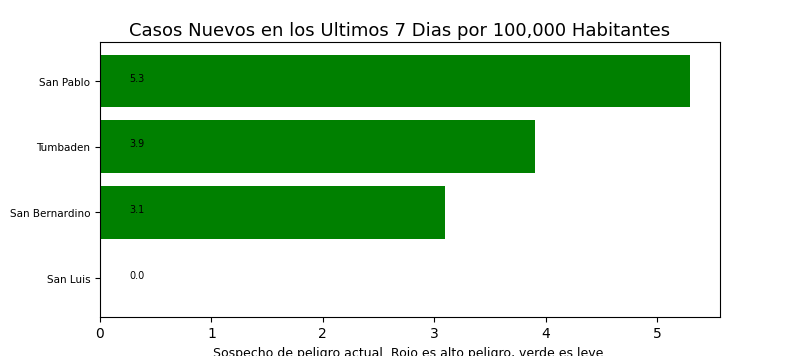 Casos Nuevos en los Ultimos 7 Dias por 100,000 Habitantes
San Pablo 5.3
Tumbaden 3.9
San Bernardino 3.1
San Luis 0.0
0 1 2 3 4 5
Sospecho de peligro actual. Rojo es alto peligro, verde es leve